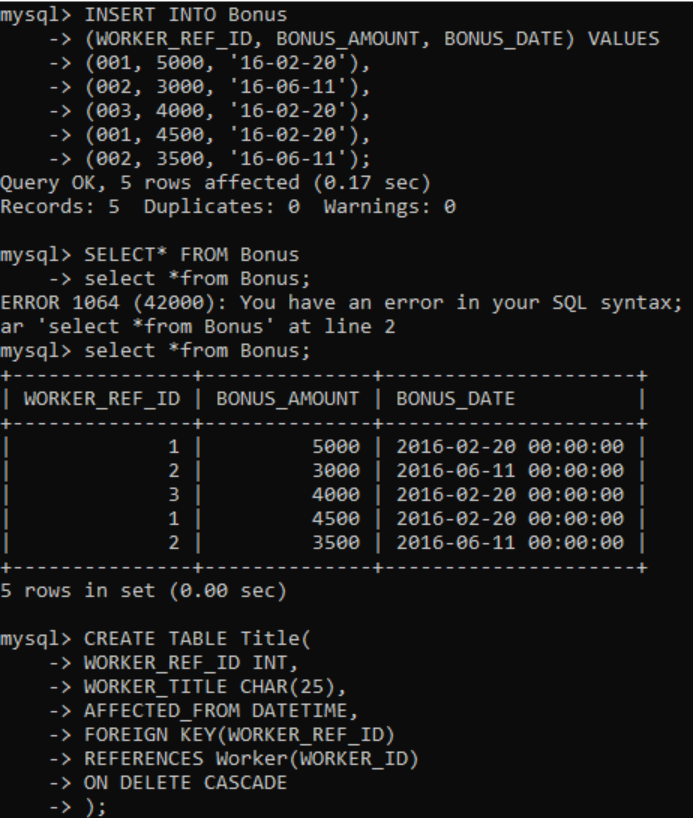 mysql> INSERT INTO Bonus
    -> (WORKER_REF_ID, BONUS_AMOUNT, BONUS_DATE) VALUES
    -> (001, 5000, '16-02-20'),
    -> (002, 3000, '16-06-11'),
    -> (003, 4000, '16-02-20'),
    -> (001, 4500, '16-02-20'),
    -> (002, 3500, '16-06-11');
Query OK, 5 rows affected (0.17 sec)
Records: 5  Duplicates: 0  Warnings: 0

mysql> SELECT* FROM Bonus
    -> select *from Bonus;
ERROR 1064 (42000): You have an error in your SQL syntax;
ar 'select *from Bonus' at line 2
mysql> select *from Bonus;
+---------------+--------------+---------------------+
| WORKER_REF_ID | BONUS_AMOUNT | BONUS_DATE          |
+---------------+--------------+---------------------+
|             1 |         5000 | 2016-02-20 00:00:00 |
|             2 |         3000 | 2016-06-11 00:00:00 |
|             3 |         4000 | 2016-02-20 00:00:00 |
|             1 |         4500 | 2016-02-20 00:00:00 |
|             2 |         3500 | 2016-06-11 00:00:00 |
+---------------+--------------+---------------------+
5 rows in set (0.00 sec)

mysql> CREATE TABLE Title(
    -> WORKER_REF_ID INT,
    -> WORKER_TITLE CHAR(25),
    -> AFFECTED_FROM DATETIME,
    -> FOREIGN KEY(WORKER_REF_ID)
    -> REFERENCES Worker(WORKER_ID)
    -> ON DELETE CASCADE
    -> );